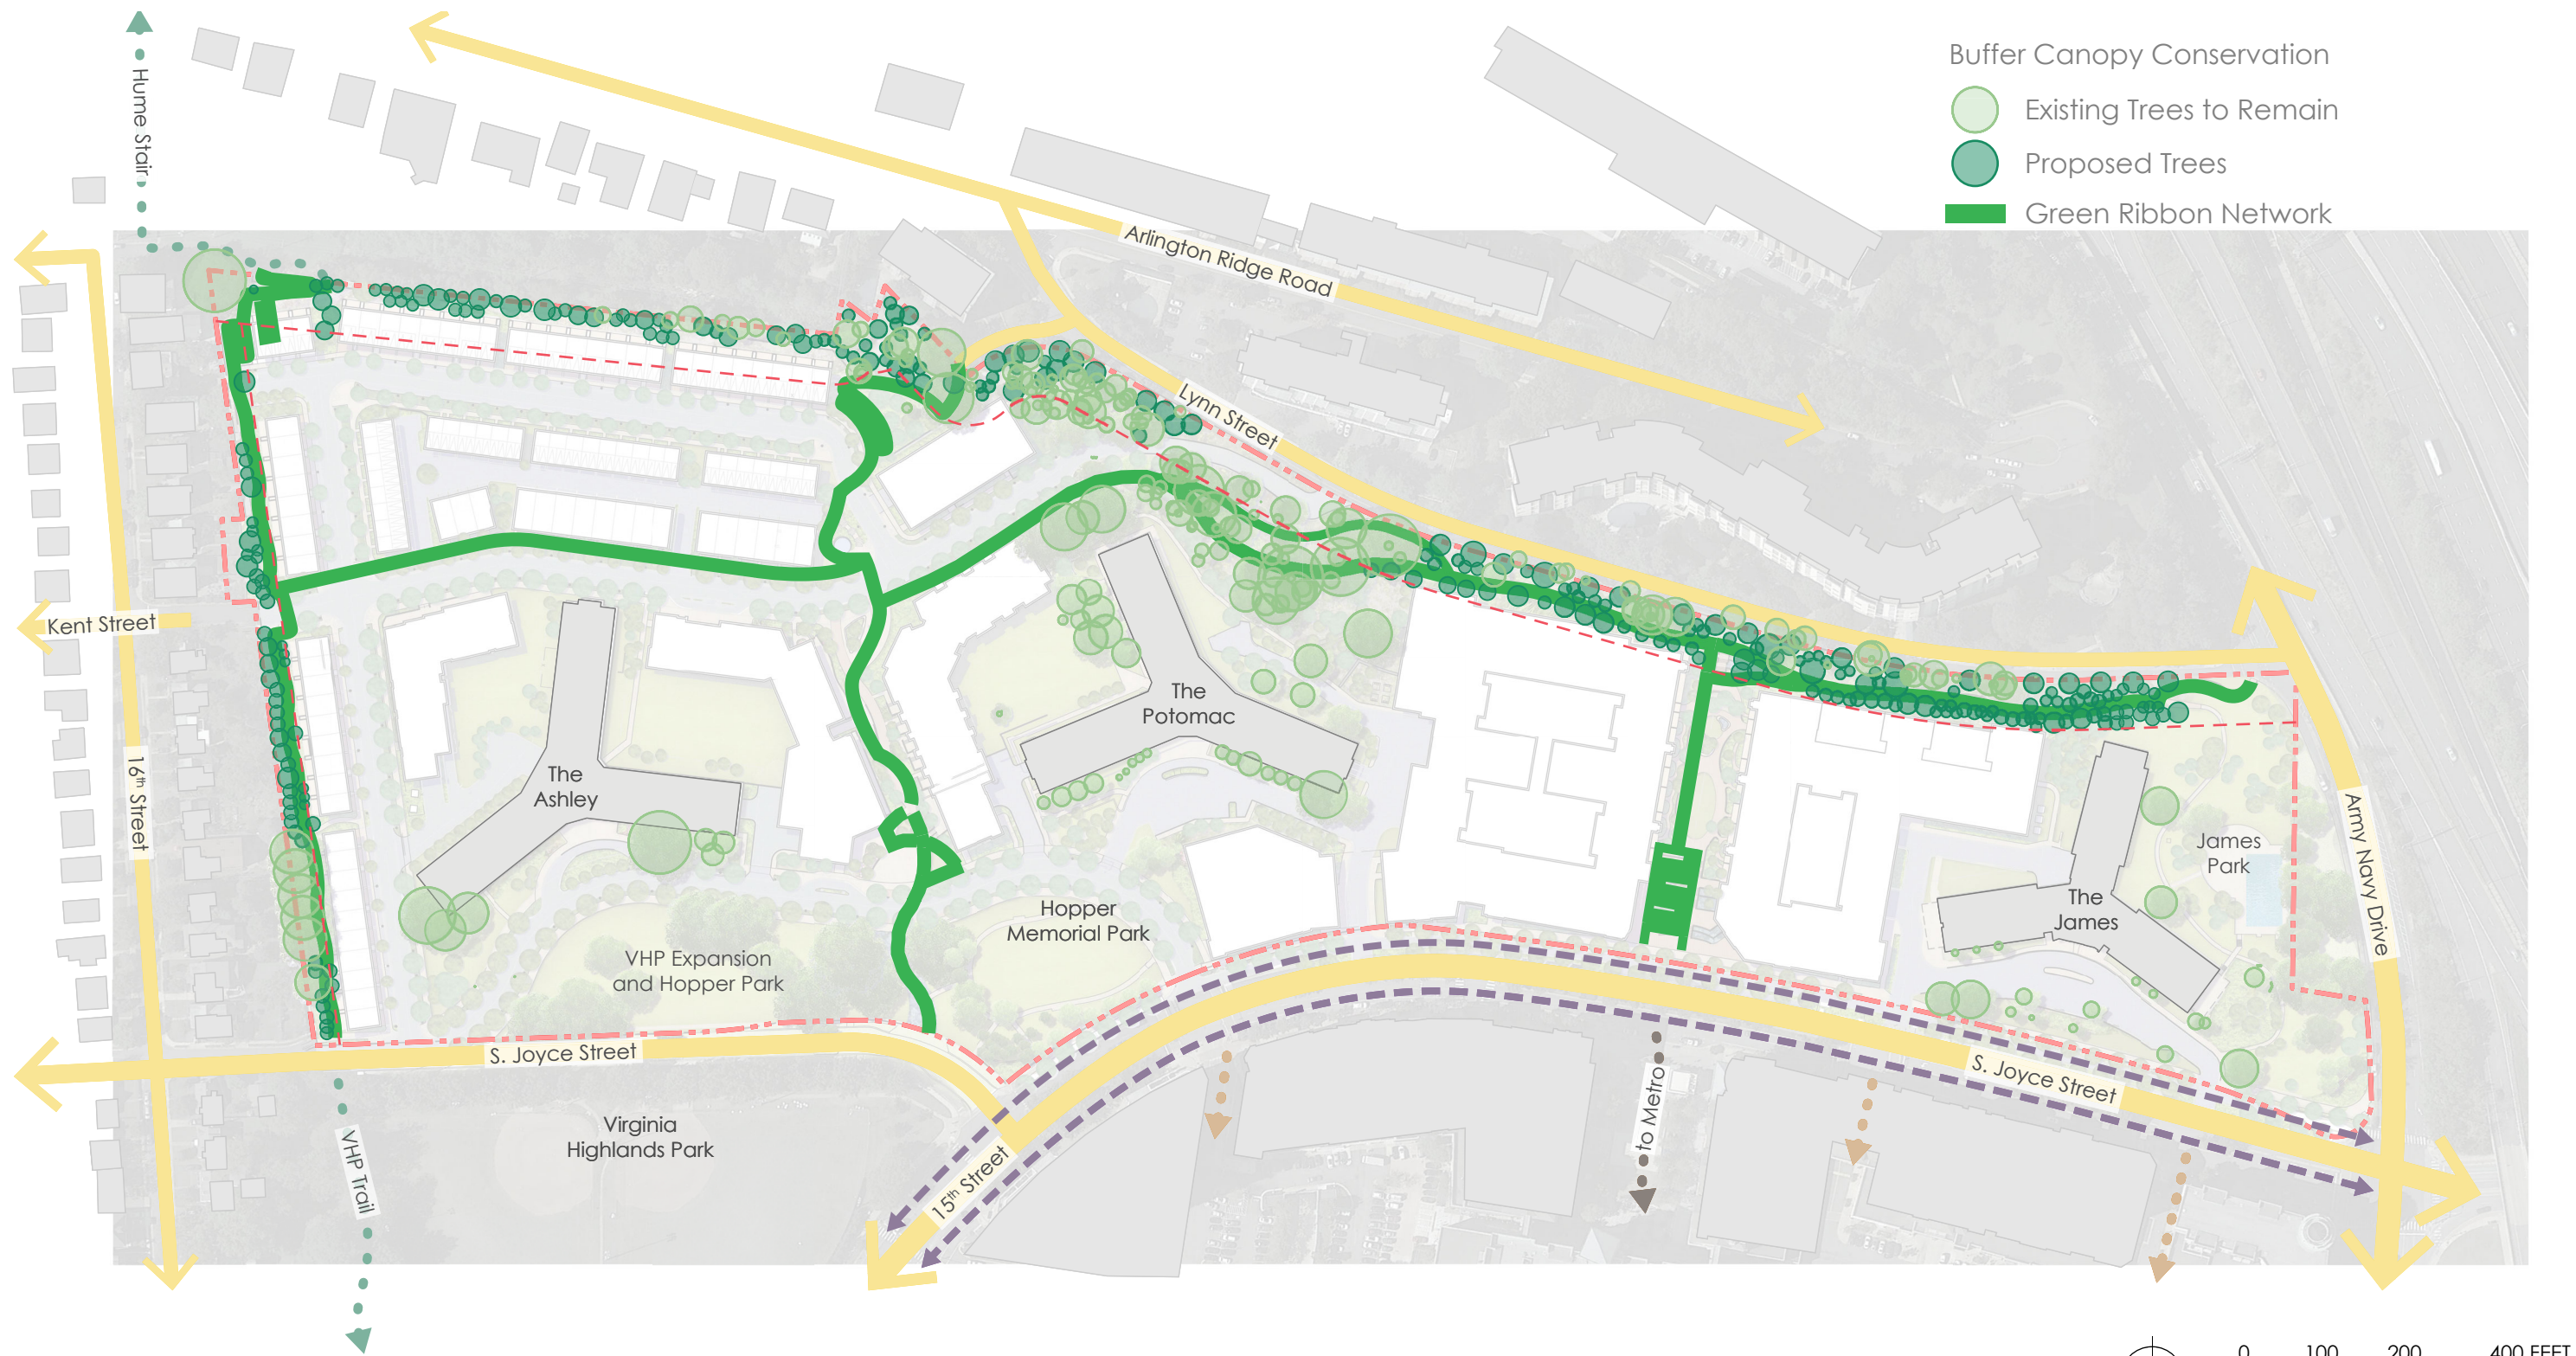 Buffer Canopy Conservation
Existing Trees to Remain
Proposed Trees
Green Ribbon Network
Hume Stair
Arlington Ridge Road
Lynn Street
Kent Street
16th Street
The
Ashley
The
Potomac
The
James
James
Park
Army Navy Drive
Hopper
Memorial Park
VHP Expansion
and Hopper Park
S. Joyce Street
S. Joyce Street
Virginia
Highlands Park
VHP Trail
15th Street
to Metro
0 100 200 400 FEET